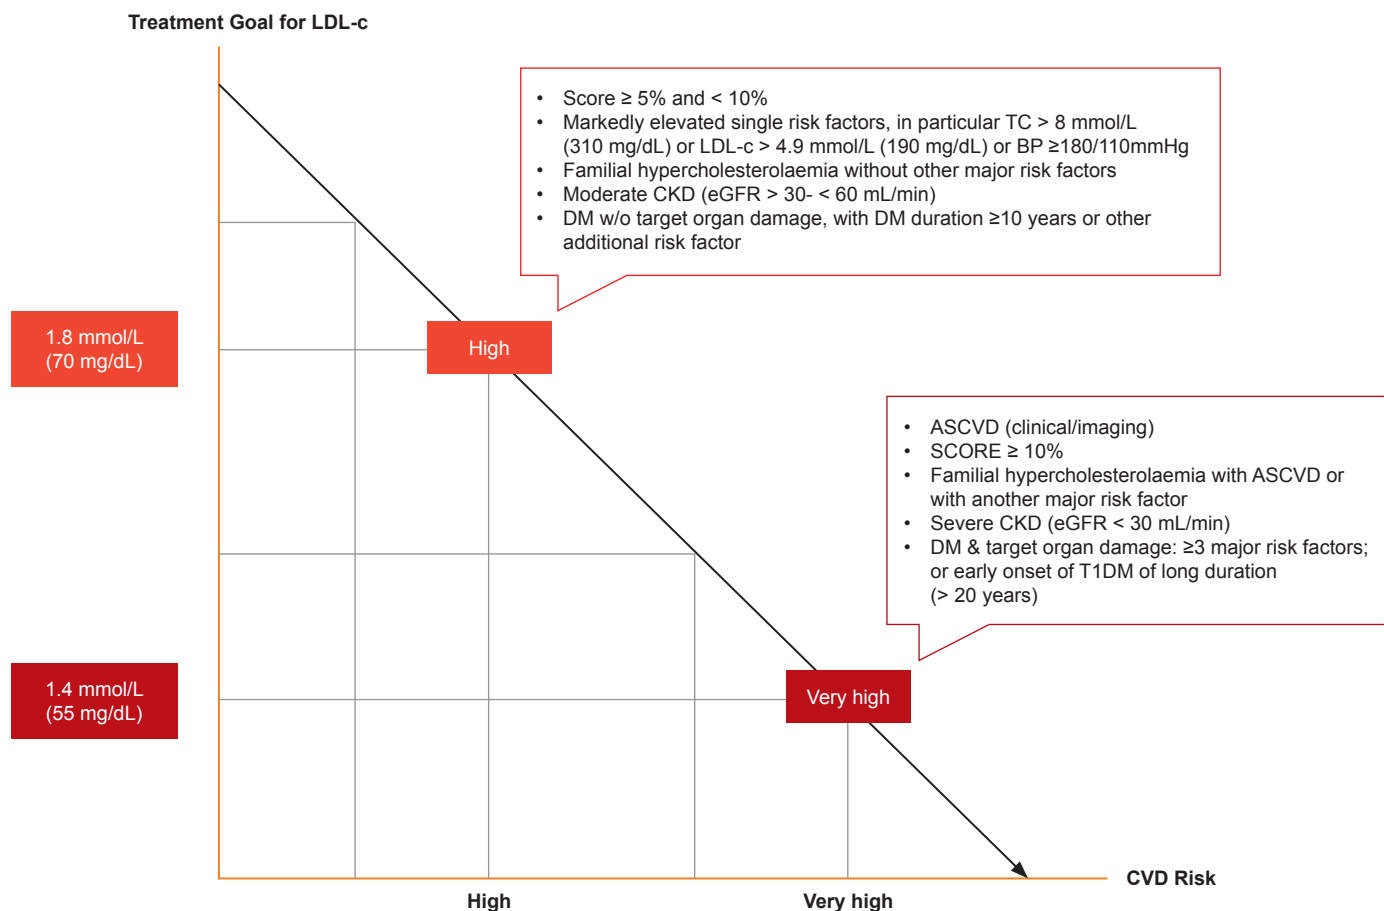 Treatment Goal for LDL-c
• Score ≥ 5% and < 10%
• Markedly elevated single risk factors, in particular TC > 8 mmol/L
(310 mg/dL) or LDL-c > 4.9 mmol/L (190 mg/dL) or BP ≥180/110mmHg
• Familial hypercholesterolaemia without other major risk factors
• Moderate CKD (eGFR > 30- < 60 mL/min)
• DM w/o target organ damage, with DM duration ≥10 years or other
additional risk factor
1.8 mmol/L
(70 mg/dL)
High
• ASCVD (clinical/imaging)
• SCORE ≥ 10%
• Familial hypercholesterolaemia with ASCVD or
with another major risk factor
• Severe CKD (eGFR < 30 mL/min)
• DM & target organ damage: ≥3 major risk factors;
or early onset of T1DM of long duration
(> 20 years)
1.4 mmol/L
(55 mg/dL)
Very high
CVD Risk
High
Very high